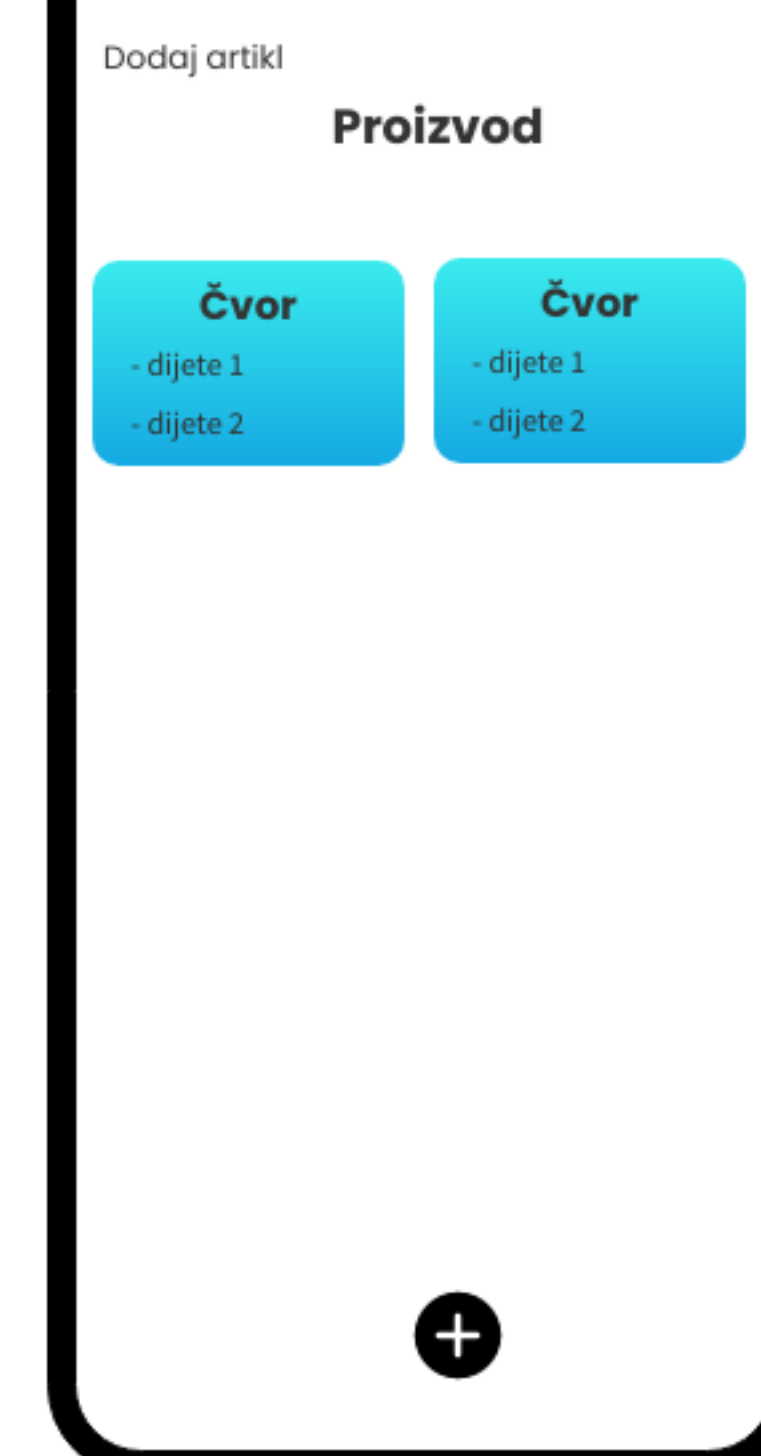 Dodaj artikl
Proizvod
Čvor
- dijete 1
- dijete 2
Čvor
- dijete 1
- dijete 2